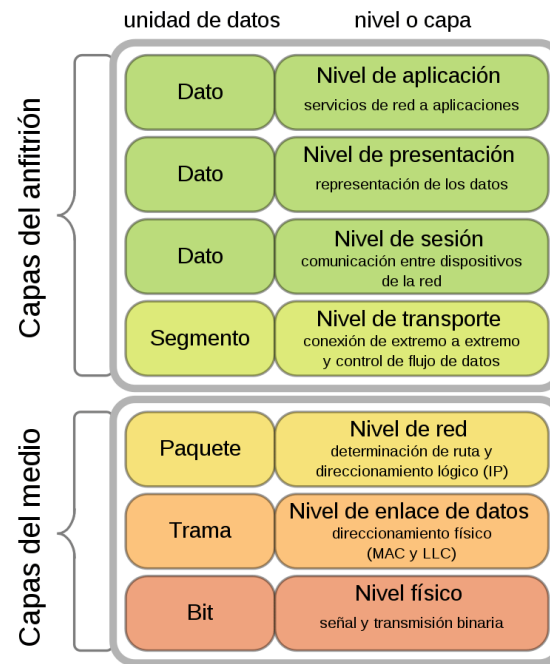 unidad de datos nivel o capa
Capas del anfitrión
Dato
Nivel de aplicación
servicios de red a aplicaciones
Dato
Nivel de presentación
representación de los datos
Dato
Nivel de sesión
comunicación entre dispositivos
de la red
Segmento
Nivel de transporte
conexión de extremo a extremo
y control de flujo de datos
Capas del medio
Paquete
Nivel de red
determinación de ruta y
direccionamiento lógico (IP)
Trama
Nivel de enlace de datos
direccionamiento físico
(MAC y LLC)
Bit
Nivel físico
señal y transmisión binaria